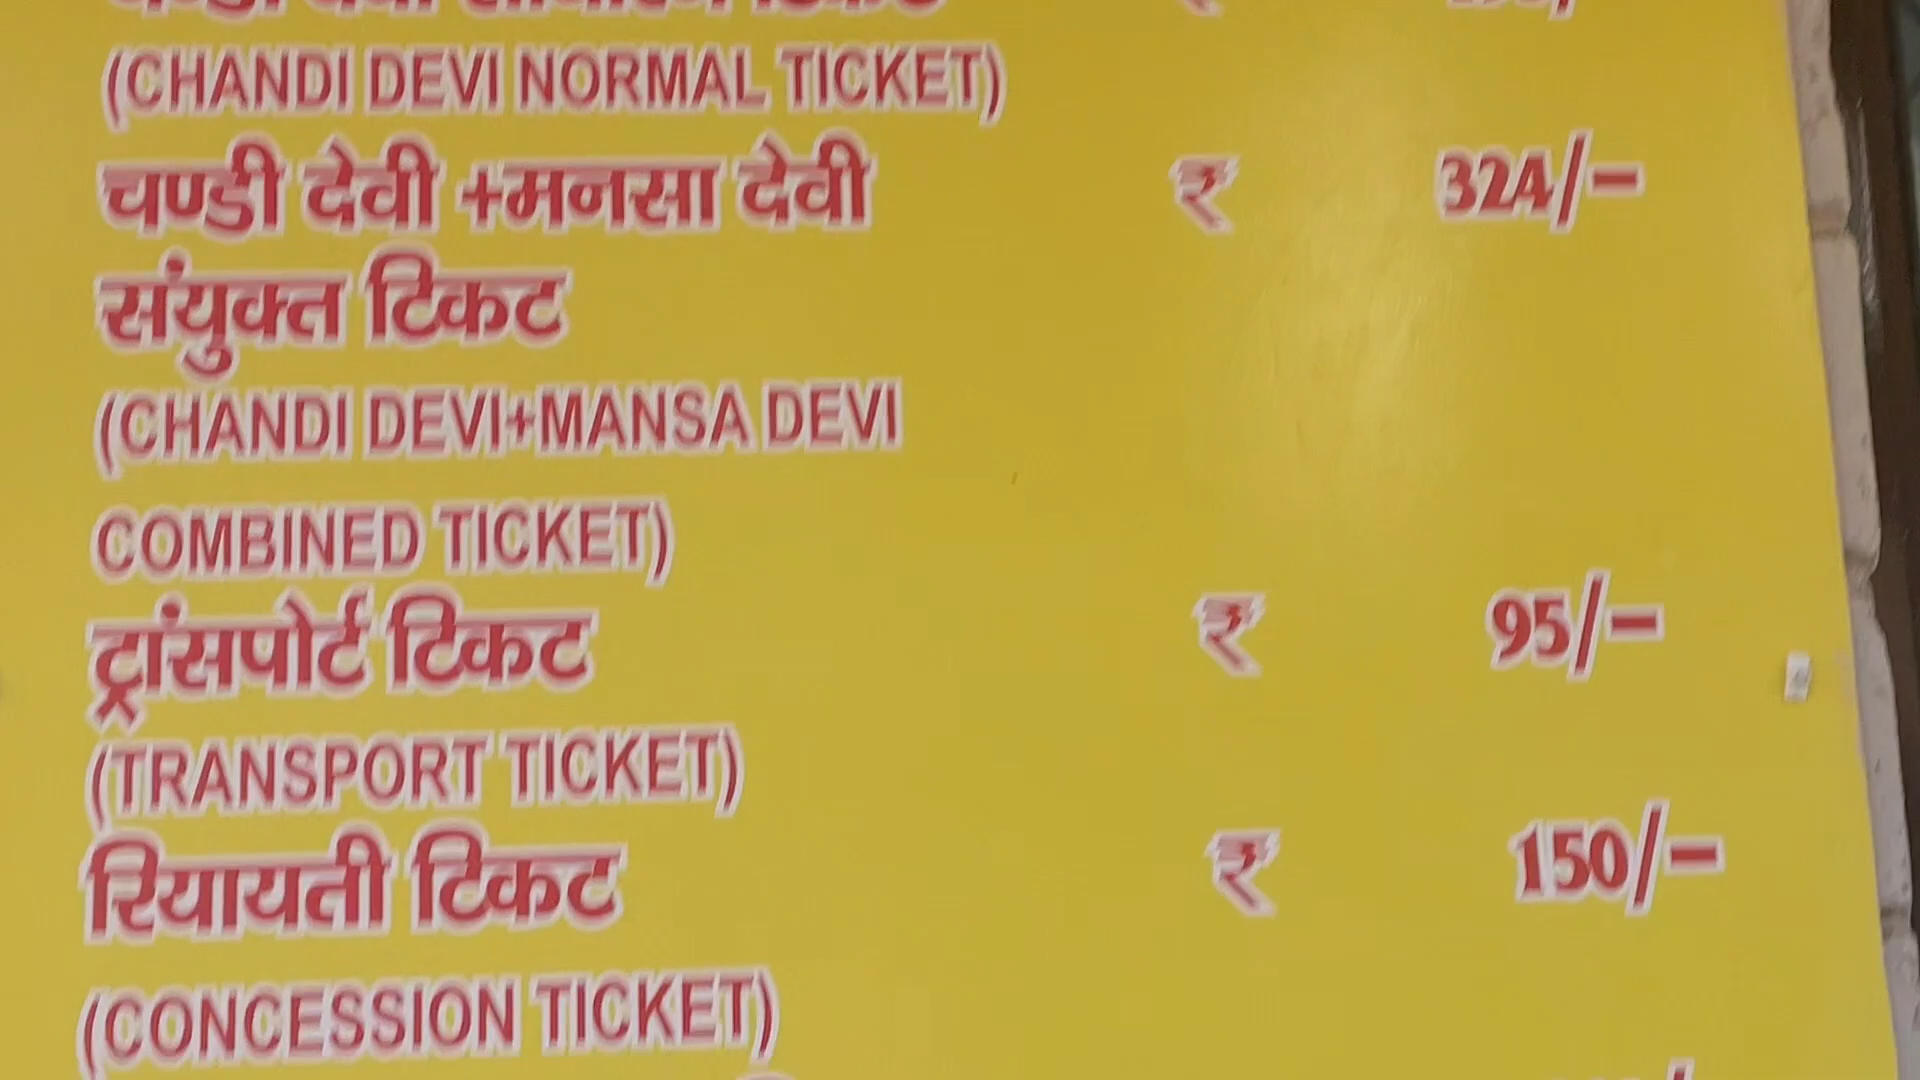 (CHANDI DEVI NORMAL TICKET)
चण्डी देवी +मनसा देवी ₹ 324/-
संयुक्त टिकट
(CHANDI DEVI+MANSA DEVI
COMBINED TICKET)
ट्रांसपोर्ट टिकट ₹ 95/-
(TRANSPORT TICKET)
रियायती टिकट ₹ 150/-
(CONCESSION TICKET)